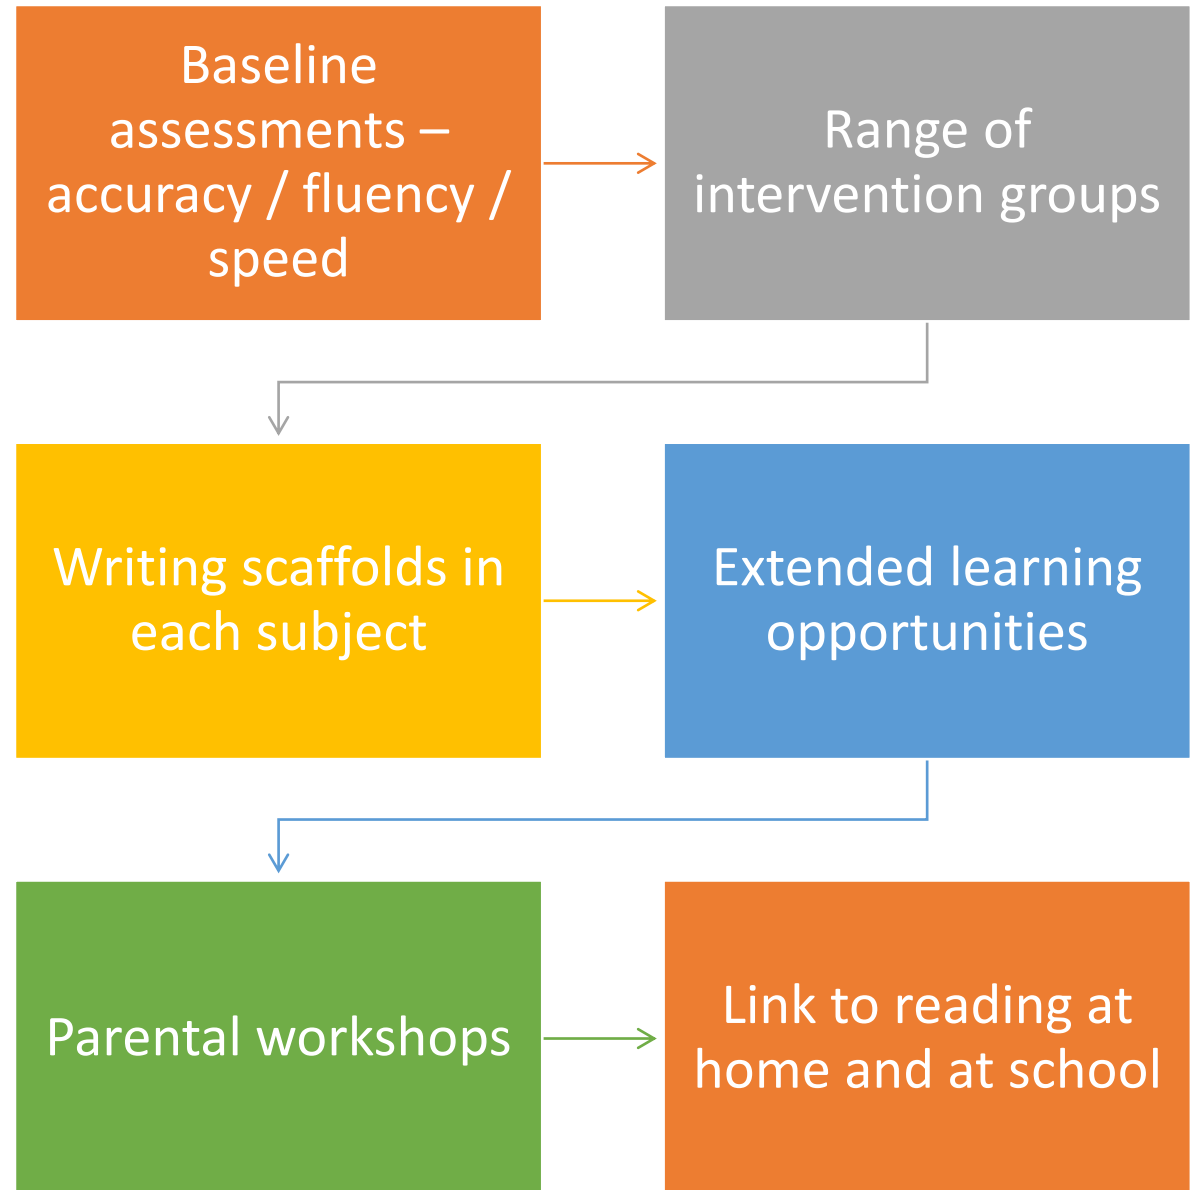 Baseline
assessments –
accuracy / fluency /
speed
Range of
intervention groups
Writing scaffolds in
each subject
Extended learning
opportunities
Parental workshops
Link to reading at
home and at school